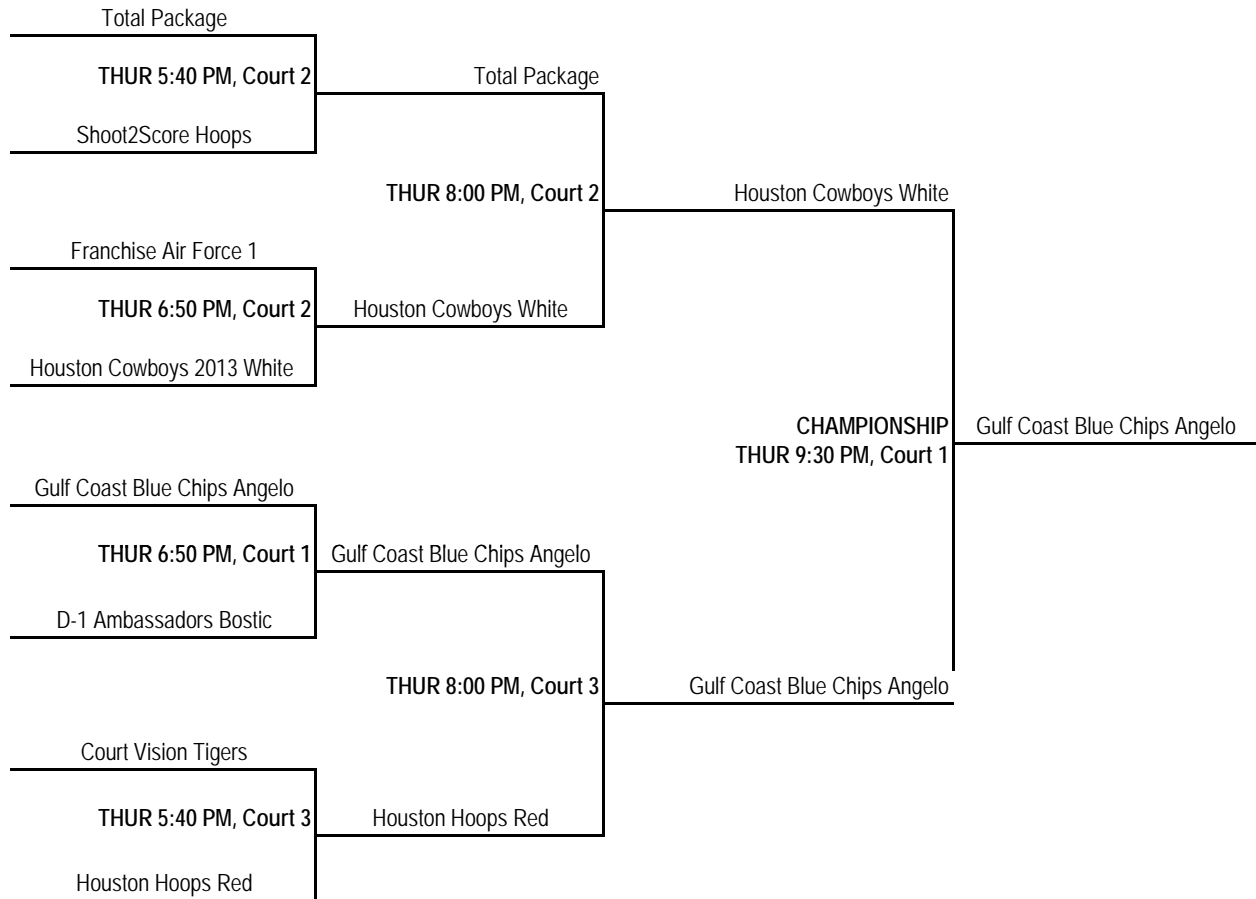 Total Package
THUR 5:40 PM, Court 2
Total Package
Shoot2Score Hoops
THUR 8:00 PM, Court 2
Houston Cowboys White
Franchise Air Force 1
THUR 6:50 PM, Court 2
Houston Cowboys White
Houston Cowboys 2013 White
CHAMPIONSHIP
THUR 9:30 PM, Court 1
Gulf Coast Blue Chips Angelo
Gulf Coast Blue Chips Angelo
THUR 6:50 PM, Court 1
Gulf Coast Blue Chips Angelo
D-1 Ambassadors Bostic
THUR 8:00 PM, Court 3
Gulf Coast Blue Chips Angelo
Court Vision Tigers
THUR 5:40 PM, Court 3
Houston Hoops Red
Houston Hoops Red